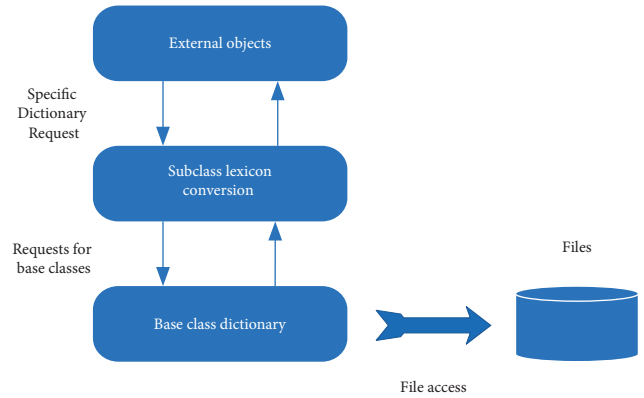 External objects
Specific
Dictionary
Request
Subclass lexicon
conversion
Requests for
base classes
Files
Base class dictionary
File access